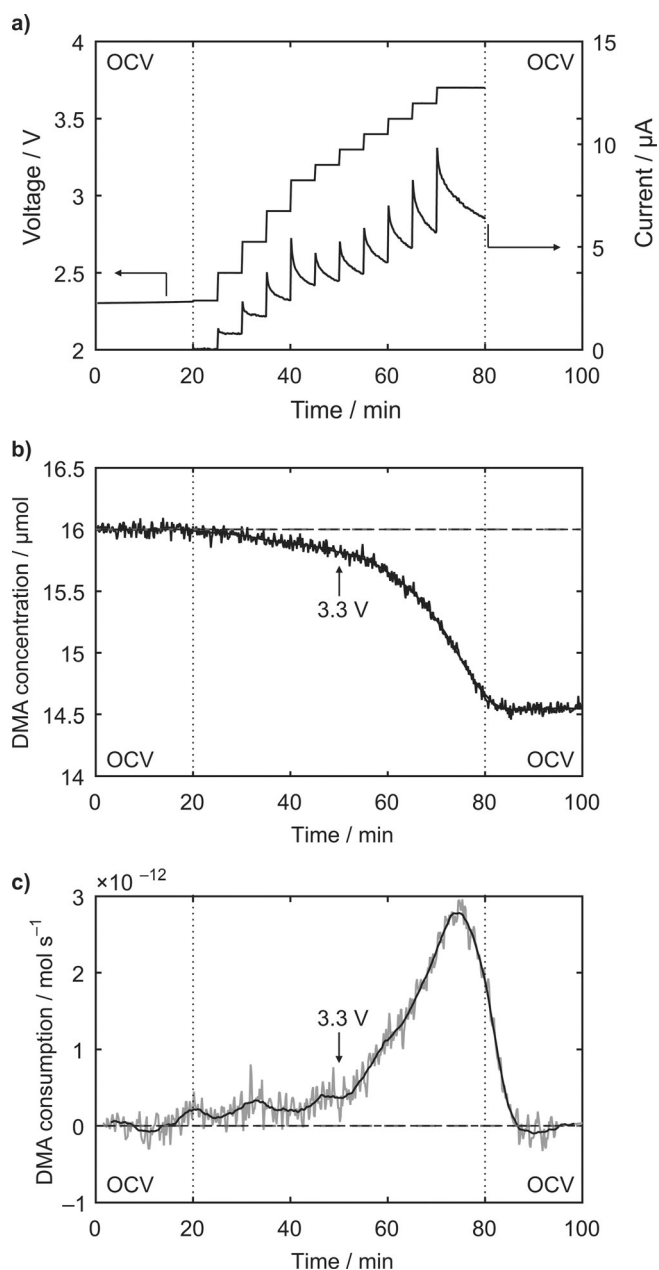 a)
4
15
OCV
OCV
3.5
10
Voltage / V
3
Current / μA
2.5
5
2
0
0 20 40 60 80 100
Time / min
b)
16.5
16
15.5
3.3 V
DMA concentration / μmol
15
14.5
OCV
OCV
14
0 20 40 60 80 100
Time / min
c)
×10 –12
3
2
3.3 V
DMA consumption / mol s–1
1
0
OCV
OCV
–1
0 20 40 60 80 100
Time / min